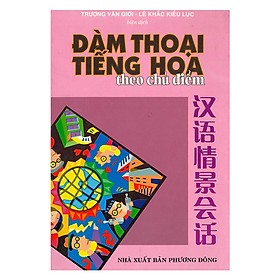 TRƯƠNG VĂN GIỚI - LÊ KHẮC KIỀU LỤC
biên dịch
ĐÀM THOẠI
TIẾNG HOA
theo chủ điểm
汉语情景会话
NHÀ XUẤT BẢN PHƯƠNG ĐÔNG